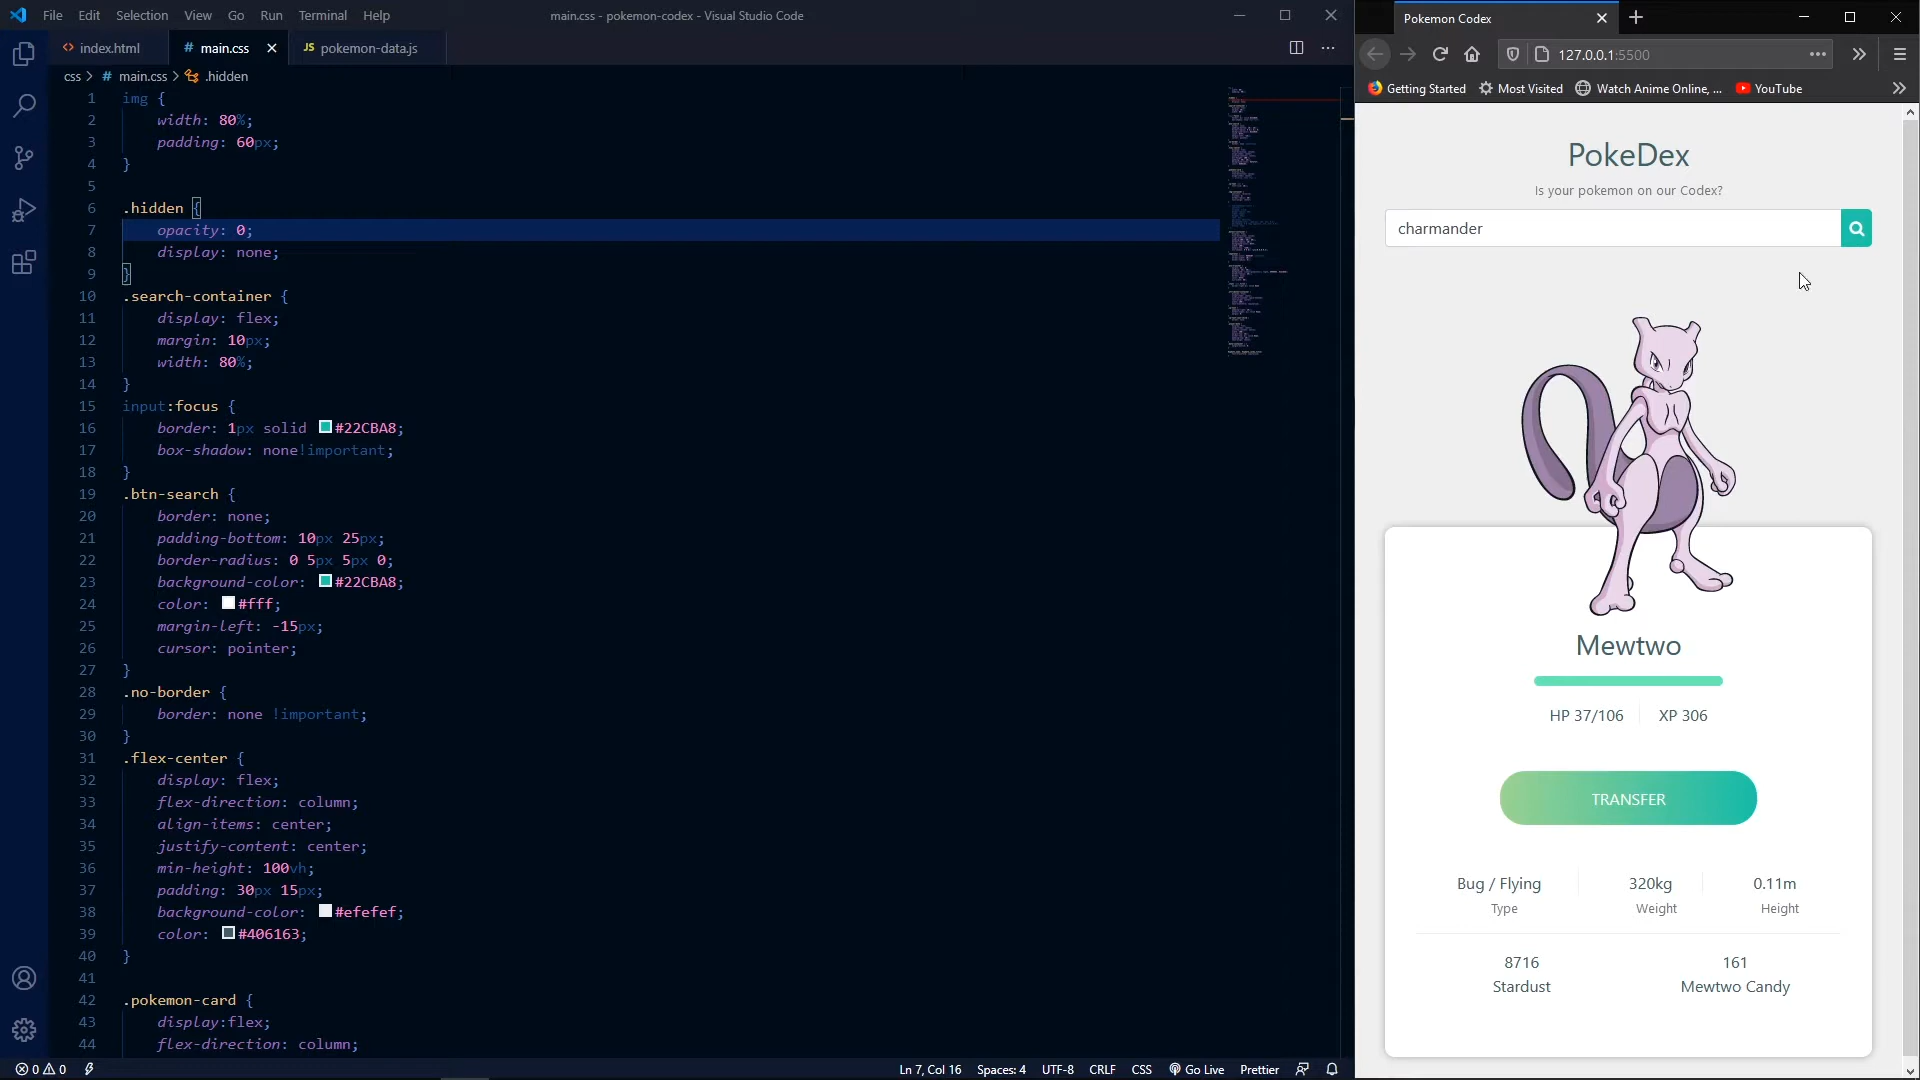 File Edit Selection View Go Run Terminal Help main.css - pokemon-codex - Visual Studio Code
index.html main.css pokemon-data.js
css > # main.css > .hidden
1 img {
2 width: 80%;
3 padding: 60px;
4 }
5
6 .hidden {
7 opacity: 0;
8 display: none;
9 }
10 .search-container {
11 display: flex;
12 margin: 10px;
13 width: 80%;
14 }
15 input:focus {
16 border: 1px solid #22CBA8;
17 box-shadow: none!important;
18 }
19 .btn-search {
20 border: none;
21 padding-bottom: 10px 25px;
22 border-radius: 0 5px 5px 0;
23 background-color: #22CBA8;
24 color: #fff;
25 margin-left: -15px;
26 cursor: pointer;
27 }
28 .no-border {
29 border: none !important;
30 }
31 .flex-center {
32 display: flex;
33 flex-direction: column;
34 align-items: center;
35 justify-content: center;
36 min-height: 100vh;
37 padding: 30px 15px;
38 background-color: #efefef;
39 color: #406163;
40 }
41
42 .pokemon-card {
43 display:flex;
44 flex-direction: column;
0 0 Ln 7, Col 16 Spaces: 4 UTF-8 CRLF CSS Go Live Prettier
Pokemon Codex
127.0.0.1:5500
Getting Started Most Visited Watch Anime Online, ... YouTube
PokeDex
Is your pokemon on our Codex?
charmander
Mewtwo
HP 37/106 XP 306
TRANSFER
Bug / Flying 320kg 0.11m
Type Weight Height
8716 161
Stardust Mewtwo Candy